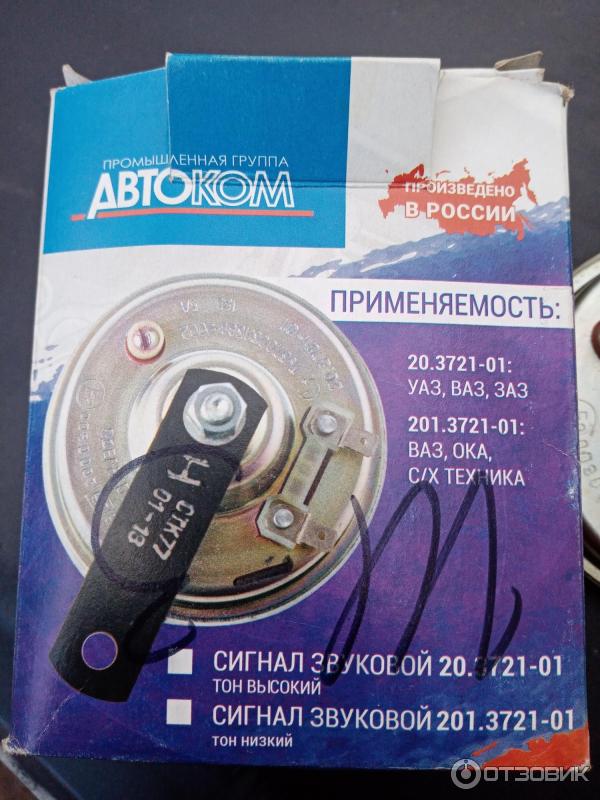 ПРОМЫШЛЕННАЯ ГРУППА
АВТОКОМ
ПРОИЗВЕДЕНО
В РОССИИ
ПРИМЕНЯЕМОСТЬ:
20.3721-01:
УАЗ, ВАЗ, ЗАЗ
201.3721-01:
ВАЗ, ОКА,
С/Х ТЕХНИКА
СТК77
01-13
СИГНАЛ ЗВУКОВОЙ 20.3721-01
ТОН ВЫСОКИЙ
СИГНАЛ ЗВУКОВОЙ 201.3721-01
ТОН НИЗКИЙ
ОТЗОВИК